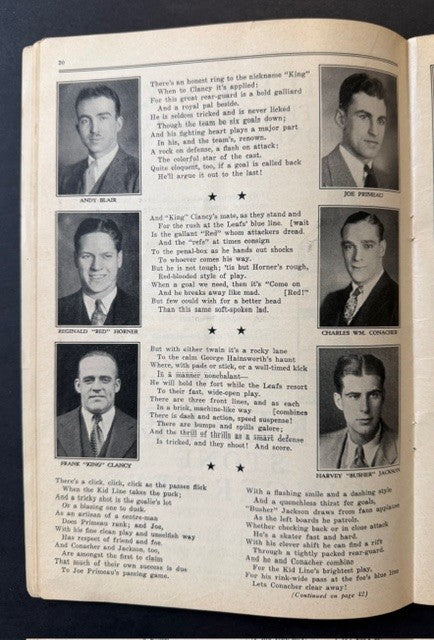 20
There's an honest ring to the nickname "King"
When to Clancy it's applied;
For this great rear-guard is a bold galliard
And a royal pal beside.
He is seldom tricked and is never licked
Though the team be six goals down;
And his fighting heart plays a major part
In his, and the team's, renown.
A rock on defense, a flash on attack:
The colorful star of the cast.
Quite eloquent, too, if a goal is called back
He'll argue it out to the last!
ANDY BLAIR
JOE PRIMEAU
And "King" Clancy's mate, as they stand and
For the rush at the Leafs' blue line. [wait
Is the gallant "Red" whom attackers dread.
And the "refs" at times consign
To the penal-box as he hands out shocks
To whoever comes his way.
But he is not tough; 'tis but Horner's rough,
Red-blooded style of play.
When a goal we need, then it's "Come on
And he breaks away like mad. [Red!"
But few could wish for a better head
Than this same soft-spoken lad.
REGINALD "RED" HORNER
CHARLES WM. CONACHER
But with either twain it's a rocky lane
To the calm George Hainsworth's haunt
Where, with pads or stick, or a well-timed kick
In a manner nonchalant—
He will hold the fort while the Leafs resort
To their fast, wide-open play.
There are three front lines, and as each
In a brisk, machine-like way [combines
There is dash and action, speed suspense!
There are bumps and spills galore;
And the thrill of thrills as a smart defense
Is tricked, and they shoot! And score.
FRANK "KING" CLANCY
HARVEY "BUSHER" JACKSON
There's a click, click, click as the passes flick
When the Kid Line takes the puck;
And a tricky shot is the goalie's lot
Or a blazing one to duck.
As an artisan of a centre-man
Does Primeau rank; and Joe,
With his fine clean play and unselfish way
Has respect of friend and foe.
And Conacher and Jackson, too,
Are amongst the first to claim
That much of their own success is due
To Joe Primeau's passing game.
With a flashing smile and a dashing style
And a quenchless thirst for goals,
"Busher" Jackson draws from fans applause
As the left boards he patrols.
Whether checking back or in close attack
He's a skater fast and hard.
With his clever shift he can find a rift
Through a tightly packed rear-guard.
And he and Conacher combine
For the Kid Line's brightest play,
For his rink-wide pass at the foe's blue line
Lets Conacher clear away!
(Continued on page 42)